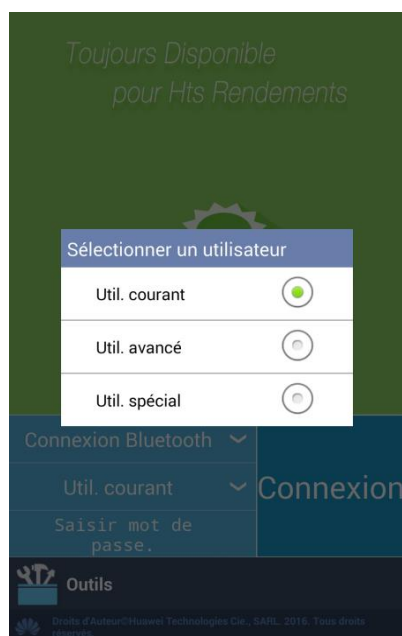 Toujours Disponible
pour Hts Rendements
Sélectionner un utilisateur
Util. courant
Util. avancé
Util. spécial
Connexion Bluetooth
Util. courant
Connexion
Saisir mot de
passe.
Outils
Droits d'Auteur©Huawei Technologies Cie., SARL. 2016. Tous droits
réservés.